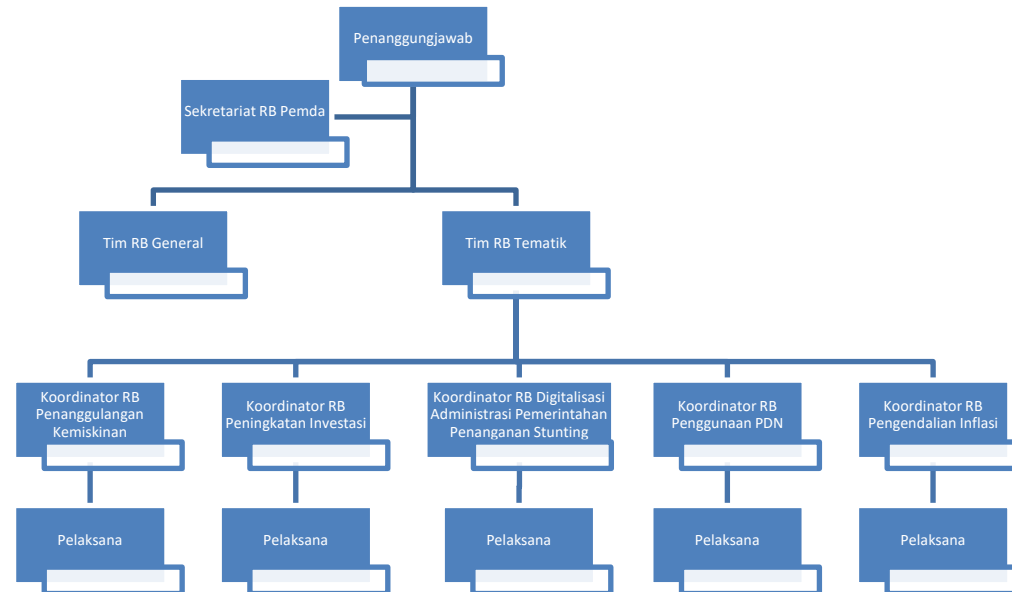 Penanggungjawab
Sekretariat RB Pemda
Tim RB General
Tim RB Tematik
Koordinator RB
Penanggulangan
Kemiskinan
Koordinator RB
Peningkatan Investasi
Koordinator RB Digitalisasi
Administrasi Pemerintahan
Penanganan Stunting
Koordinator RB
Penggunaan PDN
Koordinator RB
Pengendalian Inflasi
Pelaksana
Pelaksana
Pelaksana
Pelaksana
Pelaksana